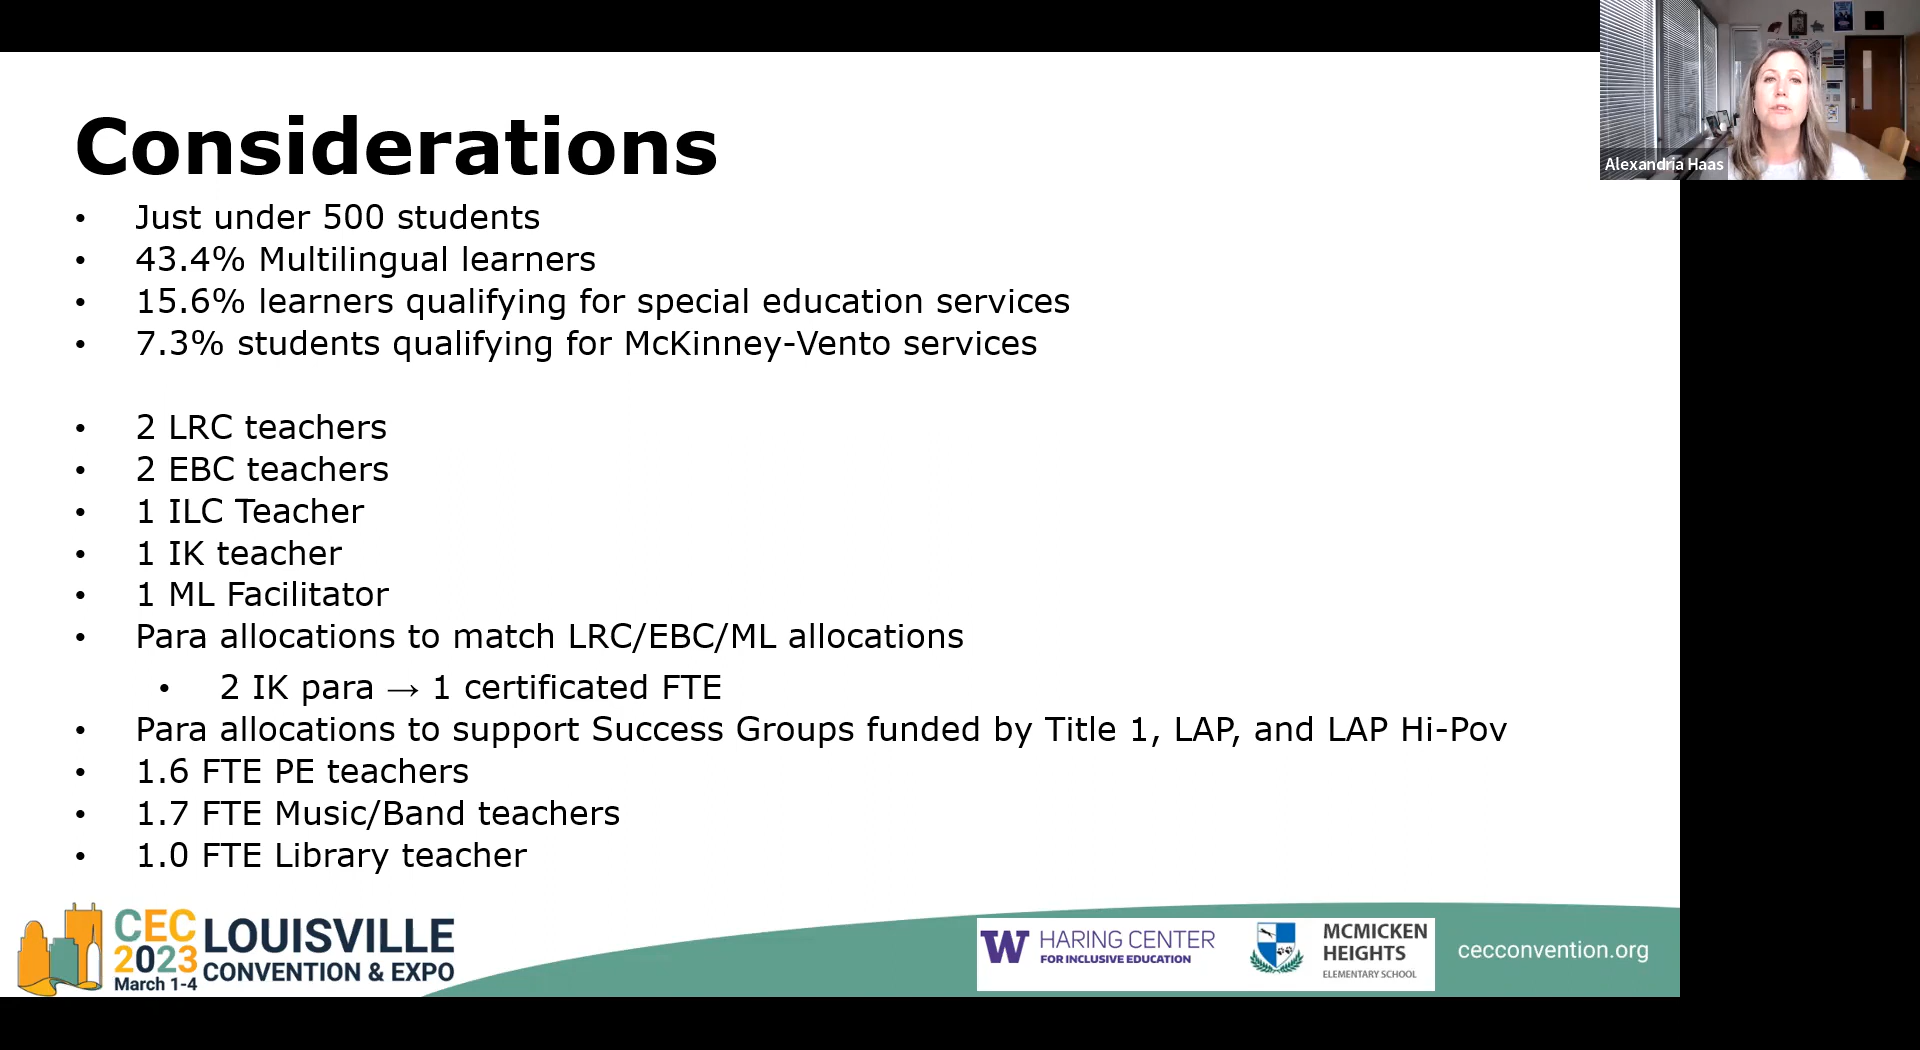 Alexandria Haas
Considerations
• Just under 500 students
• 43.4% Multilingual learners
• 15.6% learners qualifying for special education services
• 7.3% students qualifying for McKinney-Vento services
• 2 LRC teachers
• 2 EBC teachers
• 1 ILC Teacher
• 1 IK teacher
• 1 ML Facilitator
• Para allocations to match LRC/EBC/ML allocations
• 2 IK para → 1 certificated FTE
• Para allocations to support Success Groups funded by Title 1, LAP, and LAP Hi-Pov
• 1.6 FTE PE teachers
• 1.7 FTE Music/Band teachers
• 1.0 FTE Library teacher
CEC
2023
March 1-4
LOUISVILLE
CONVENTION & EXPO
W
HARING CENTER
FOR INCLUSIVE EDUCATION
MCMICKEN
HEIGHTS
ELEMENTARY SCHOOL
cecconvention.org